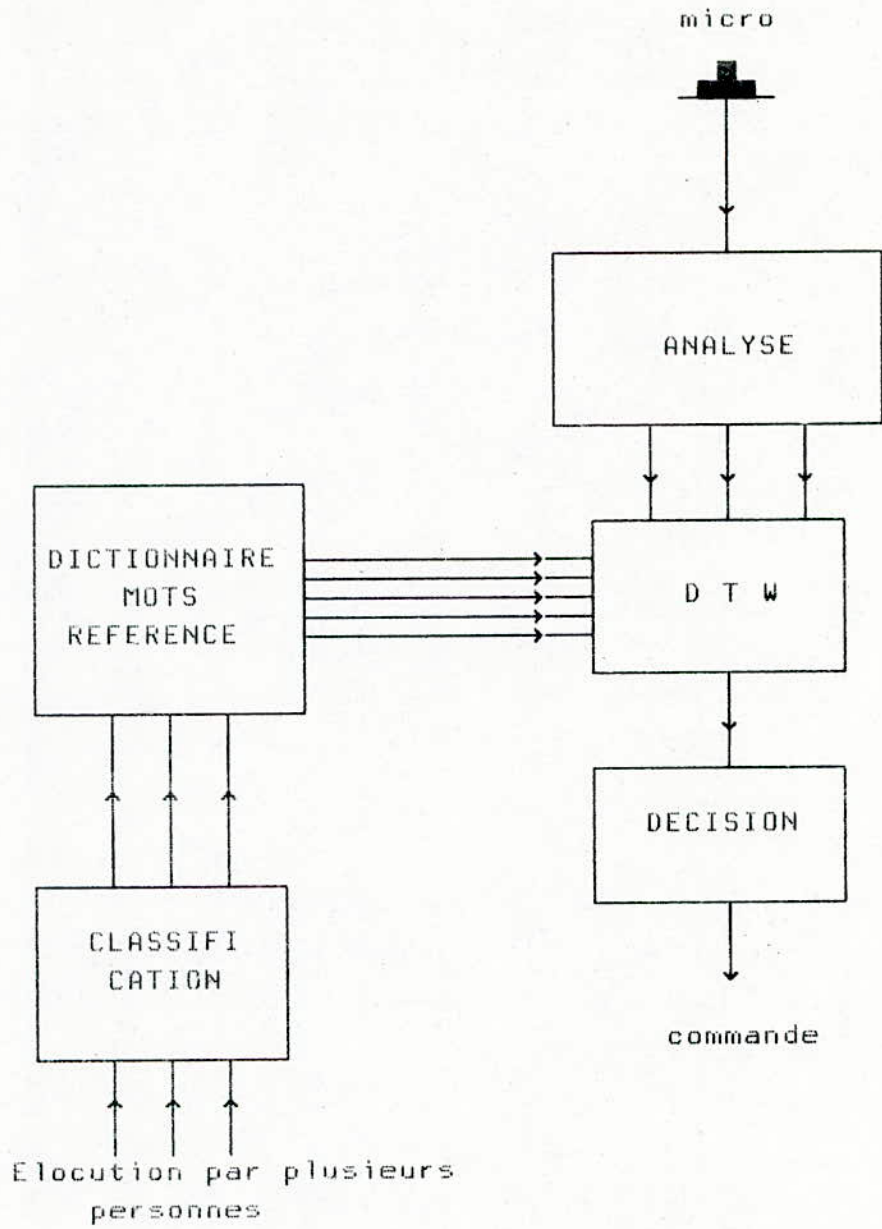 micro
ANALYSE
DICTIONNAIRE
MOTS
REFERENCE
D T W
DECISION
CLASSIFI
CATION
commande
Elocution par plusieurs
personnes